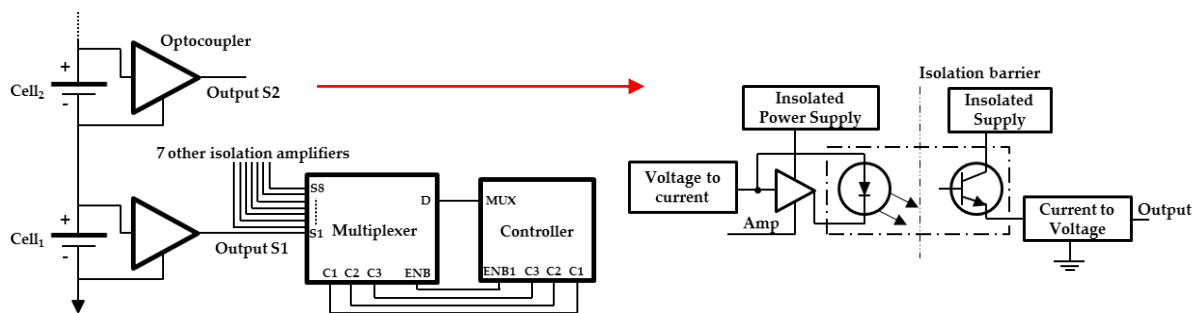 Optocoupler
+
Cell2
-
Output S2
7 other isolation amplifiers
+
Cell1
-
Output S1
S8
S1
D
Multiplexer
C1 C2 C3 ENB
MUX
Controller
ENB1 C3 C2 C1
Isolation barrier
Insolated
Power Supply
Insolated
Supply
Voltage to
current
Amp
Current to
Voltage
Output